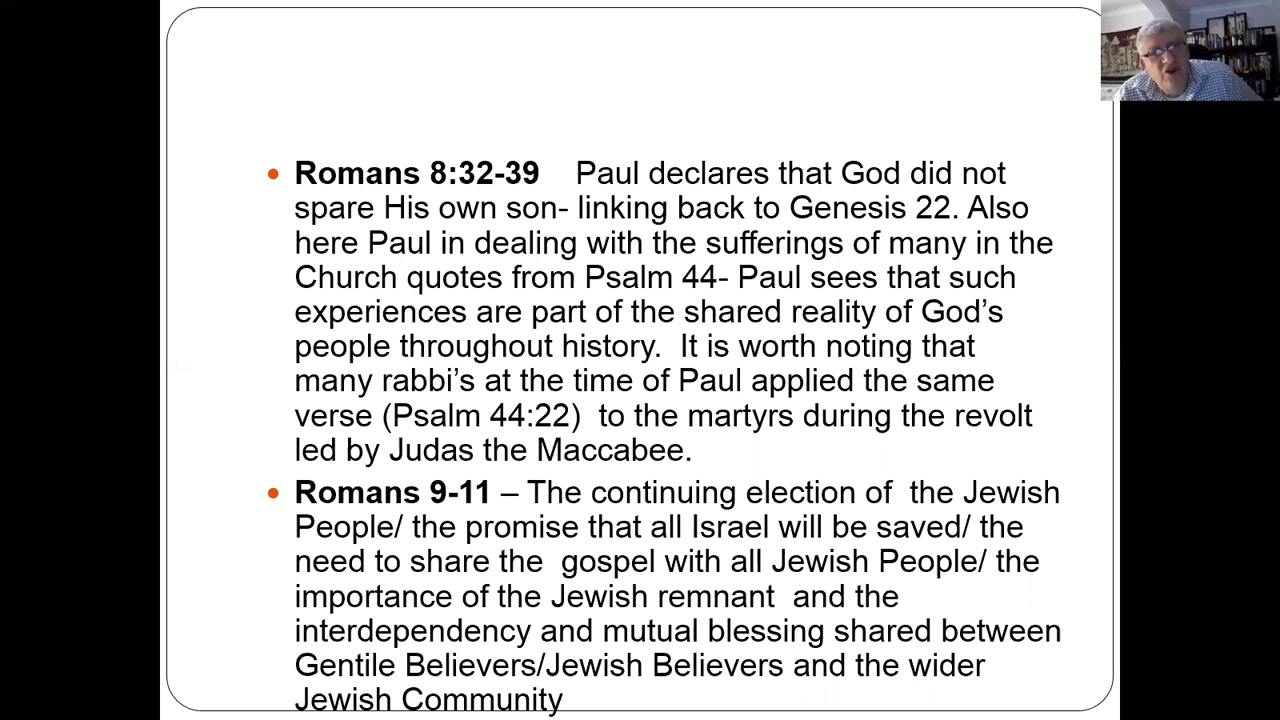 Romans 8:32-39 Paul declares that God did not
spare His own son- linking back to Genesis 22. Also
here Paul in dealing with the sufferings of many in the
Church quotes from Psalm 44- Paul sees that such
experiences are part of the shared reality of God’s
people throughout history. It is worth noting that
many rabbi’s at the time of Paul applied the same
verse (Psalm 44:22) to the martyrs during the revolt
led by Judas the Maccabee.
Romans 9-11 – The continuing election of the Jewish
People/ the promise that all Israel will be saved/ the
need to share the gospel with all Jewish People/ the
importance of the Jewish remnant and the
interdependency and mutual blessing shared between
Gentile Believers/Jewish Believers and the wider
Jewish Community